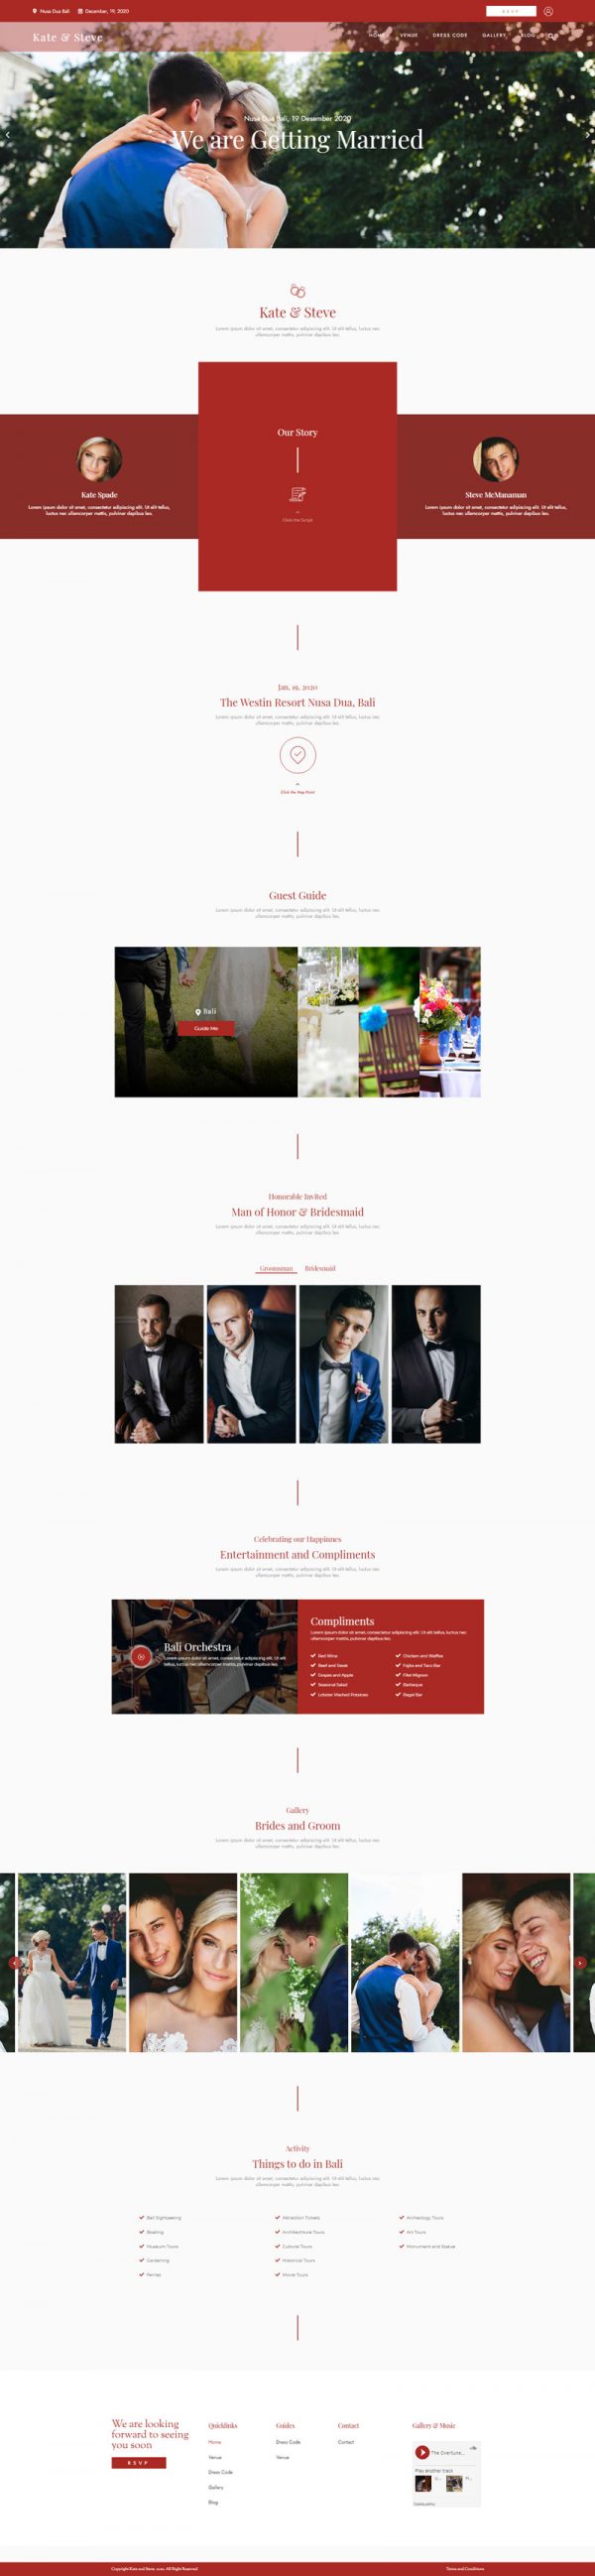 Nusa Dua Bali
December, 19, 2020
RSVP
Kate & Steve
HOME
VENUE
DRESS CODE
GALLERY
BLOG
Nusa Dua Bali, 19 Desember 2020
We are Getting Married
Kate & Steve
Lorem ipsum dolor sit amet, consectetur adipiscing elit. Ut elit tellus, luctus nec
ullamcorper mattis, pulvinar dapibus leo.
Our Story
Click the Script
Kate Spade
Lorem ipsum dolor sit amet, consectetur adipiscing elit. Ut elit tellus,
luctus nec ullamcorper mattis, pulvinar dapibus leo.
Steve McManaman
Lorem ipsum dolor sit amet, consectetur adipiscing elit. Ut elit tellus,
luctus nec ullamcorper mattis, pulvinar dapibus leo.
Jan, 19, 2020
The Westin Resort Nusa Dua, Bali
Lorem ipsum dolor sit amet, consectetur adipiscing elit. Ut elit tellus, luctus nec
ullamcorper mattis, pulvinar dapibus leo.
Click the Map Point
Guest Guide
Lorem ipsum dolor sit amet, consectetur adipiscing elit. Ut elit tellus, luctus nec
ullamcorper mattis, pulvinar dapibus leo.
Bali
Guide Me
Honorable Invited
Man of Honor & Bridesmaid
Lorem ipsum dolor sit amet, consectetur adipiscing elit. Ut elit tellus, luctus nec
ullamcorper mattis, pulvinar dapibus leo.
Groomsman
Bridesmaid
Celebrating our Happinnes
Entertainment and Compliments
Lorem ipsum dolor sit amet, consectetur adipiscing elit. Ut elit tellus, luctus nec
ullamcorper mattis, pulvinar dapibus leo.
Bali Orchestra
Lorem ipsum dolor sit amet, consectetur adipiscing elit. Ut elit
tellus, luctus nec ullamcorper mattis, pulvinar dapibus leo.
Compliments
Lorem ipsum dolor sit amet, consectetur adipiscing elit. Ut elit tellus, luctus nec
ullamcorper mattis, pulvinar dapibus leo.
Red Wine
Beef and Steak
Grapes and Apple
Seasonal Salad
Lobster Mashed Potatoes
Chicken and Waffles
Fajita and Taco Bar
Filet Mignon
Barbeque
Bagel Bar
Gallery
Brides and Groom
Lorem ipsum dolor sit amet, consectetur adipiscing elit. Ut elit tellus, luctus nec
ullamcorper mattis, pulvinar dapibus leo.
Activity
Things to do in Bali
Lorem ipsum dolor sit amet, consectetur adipiscing elit. Ut elit tellus, luctus nec
ullamcorper mattis, pulvinar dapibus leo.
Bali Sightseeing
Boating
Museum Tours
Gardening
Ferries
Attraction Tickets
Architechture Tours
Cultural Tours
Historical Tours
Movie Tours
Archeology Tours
Art Tours
Monument and Statue
We are looking
forward to seeing
you soon
RSVP
Quicklinks
Home
Venue
Dress Code
Gallery
Blog
Guides
Dress Code
Venue
Contact
Contact
Gallery & Music
The Overture...
Play another track
Copyright Kate and Steve. 2020. All Right Reserved
Terms and Conditions